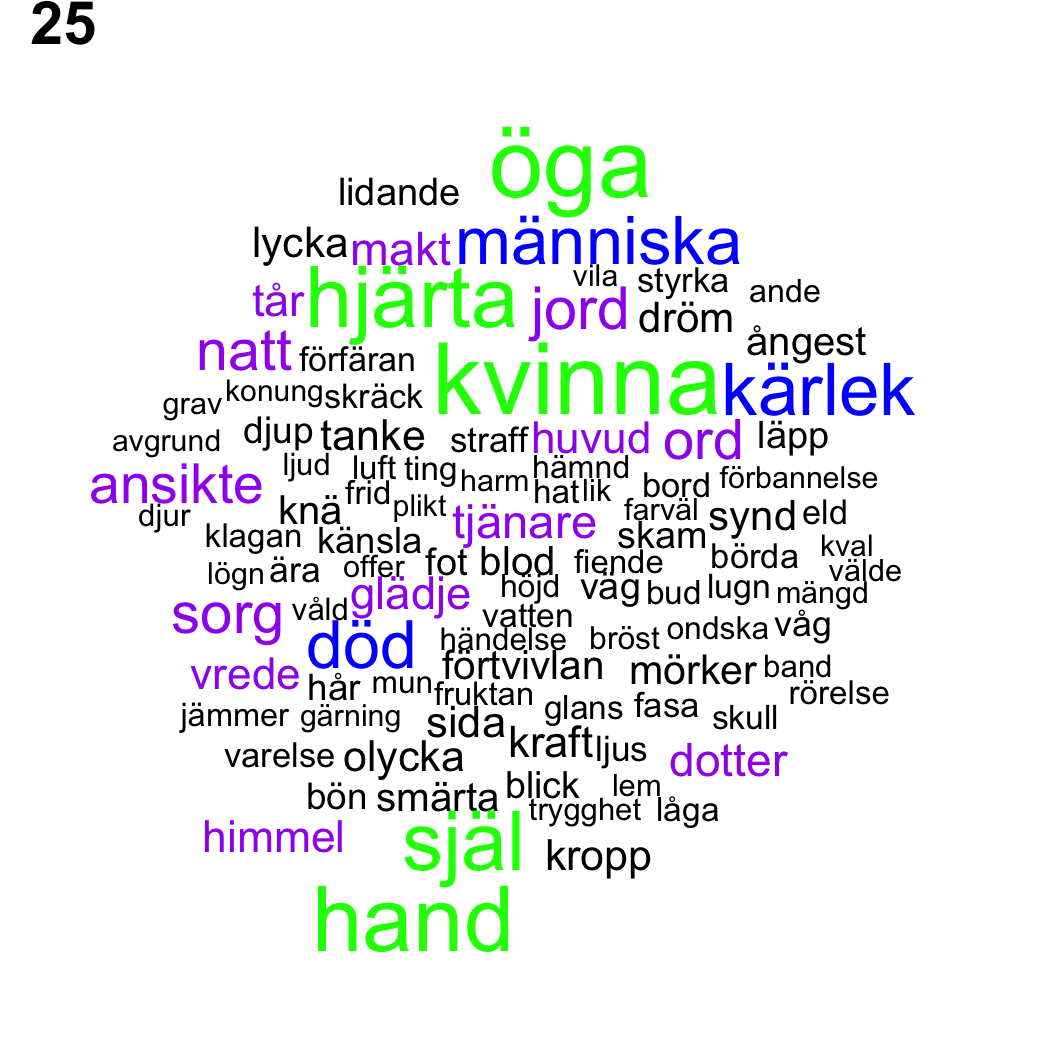 25
öga
lidande
lycka makt människa
vila styrka ande
tår hjärta jord dröm
natt förfäran ångest
kvinna kärlek
grav konung skräck
avgrund djup tanke straff huvud ord läpp
ansikte ljud luft ting harm hämnd bord förbannelse
frid plikt hat lik
djur knä tjänare farväl synd eld
klagan känsla skam
fot blod fiende börda kval
lögn ära offer välde
glädje höjd väg bud lugn mängd
sorg våld vatten
död händelse bröst ondska våg
vrede förtvivlan mörker band
hår mun fruktan rörelse
jämmer gärning sida glans fasa skull
varelse olycka kraft ljus dotter
bön smärta blick lem
trygghet låga
himmel själ kropp
hand